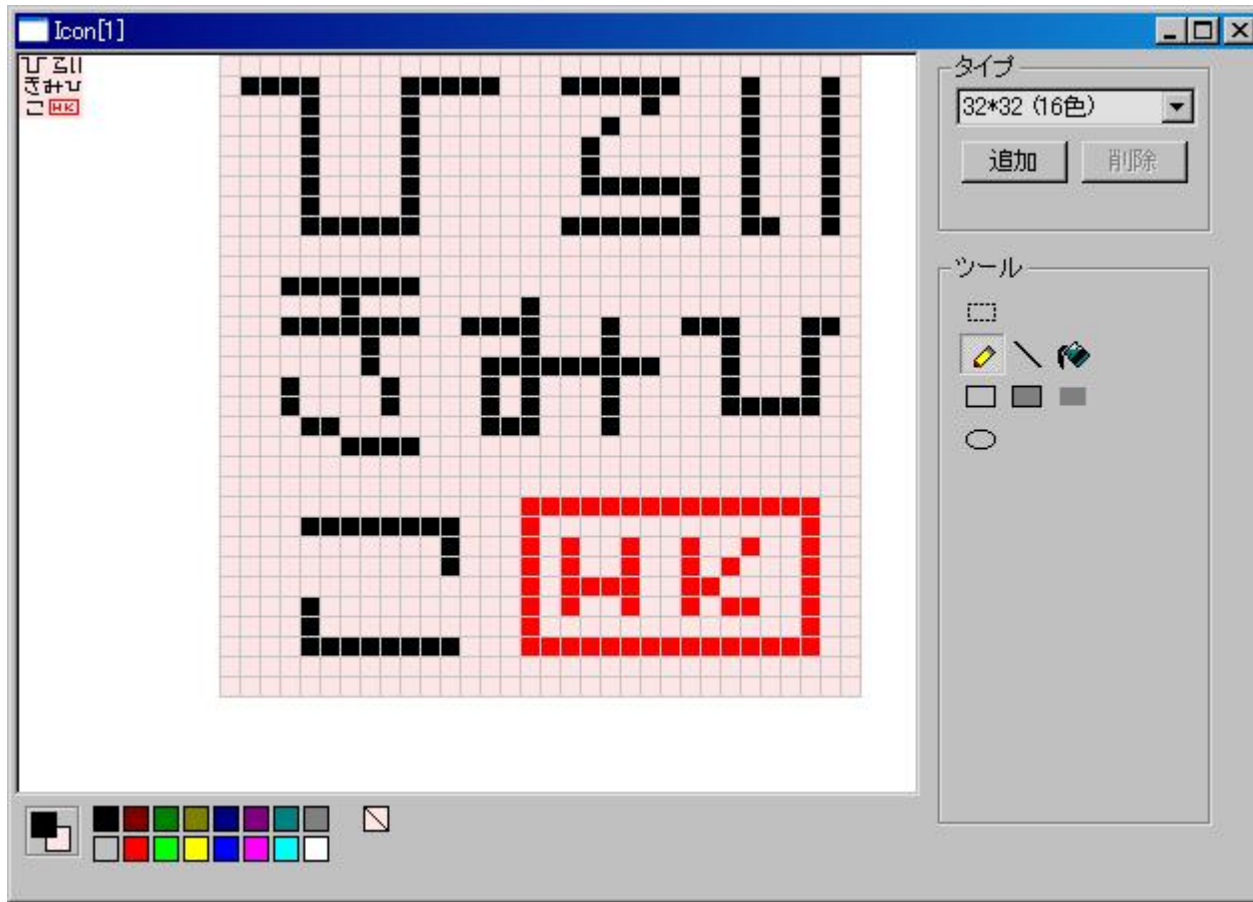 Icon[1]
ひろい
きみひ
こ HK
タイプ
32*32 (16色)
追加 削除
ツール